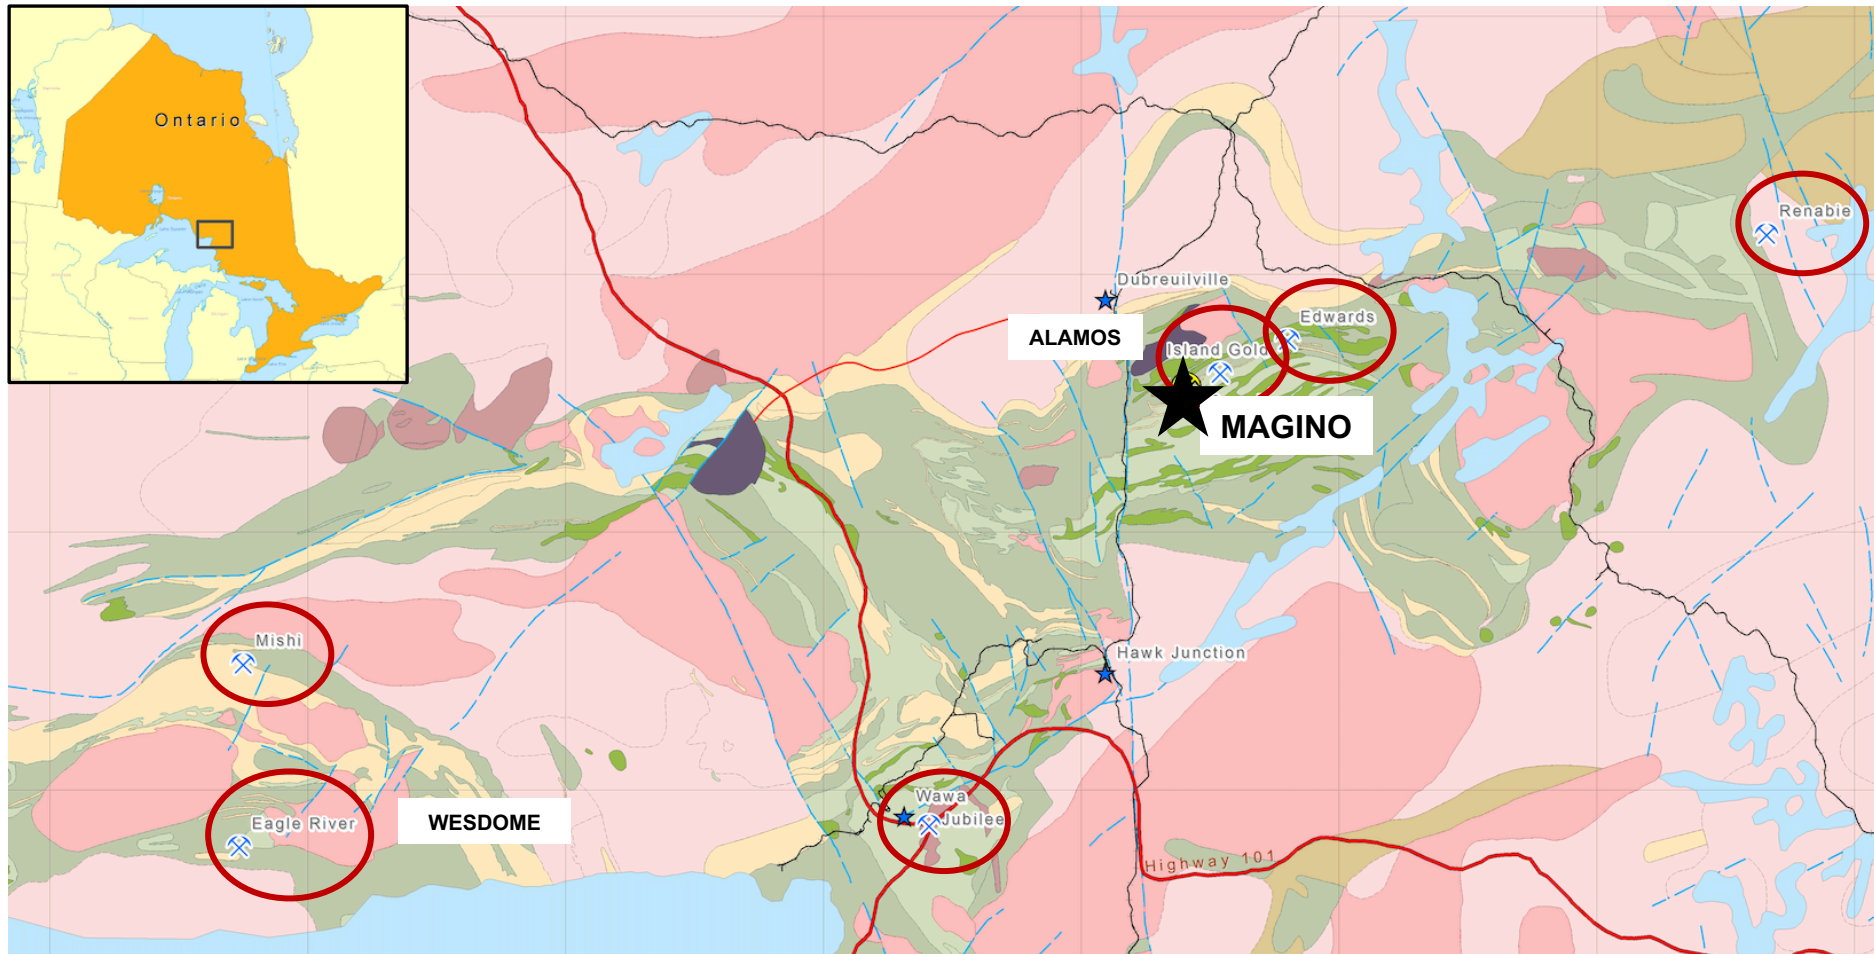 Ontario
Renabie
Dubreuilville
Edwards
ALAMOS
Island Gold
MAGINO
Mishi
Hawk Junction
Wawa
Eagle River
WESDOME
Jubilee
Highway 101